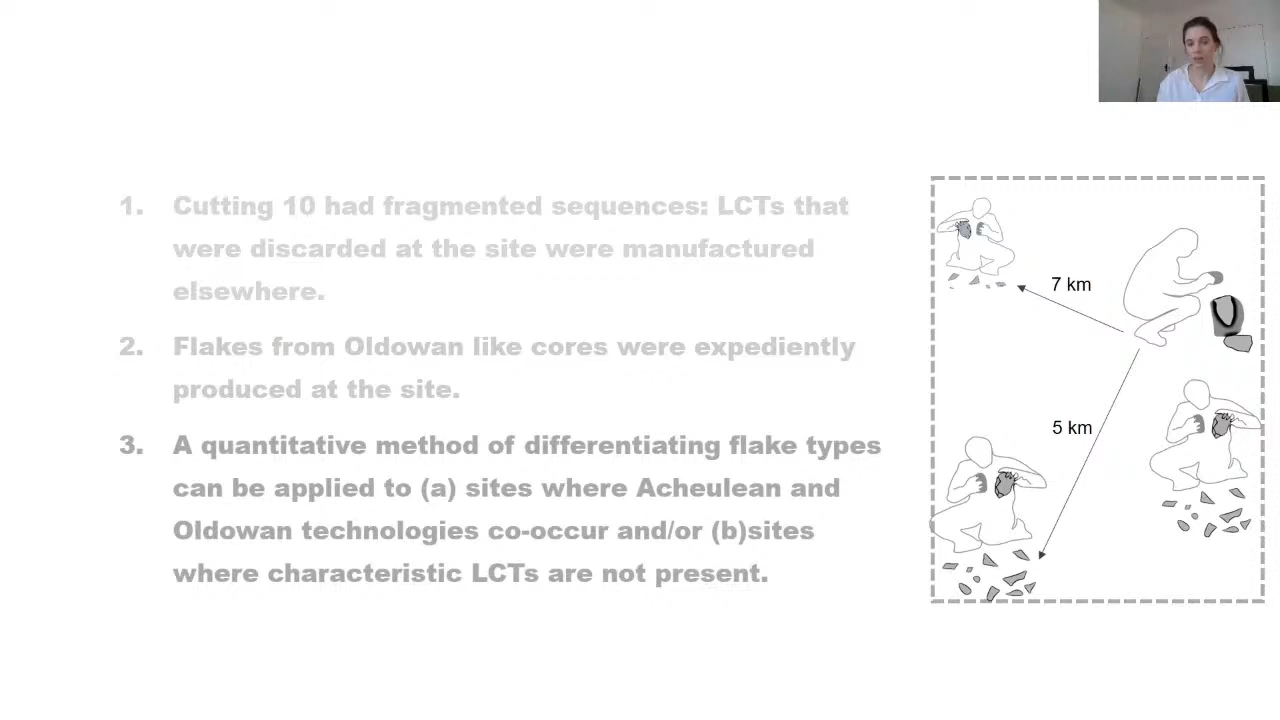 1. Cutting 10 had fragmented sequences: LCTs that
were discarded at the site were manufactured
elsewhere.
2. Flakes from Oldowan like cores were expediently
produced at the site.
3. A quantitative method of differentiating flake types
can be applied to (a) sites where Acheulean and
Oldowan technologies co-occur and/or (b)sites
where characteristic LCTs are not present.
7 km
5 km